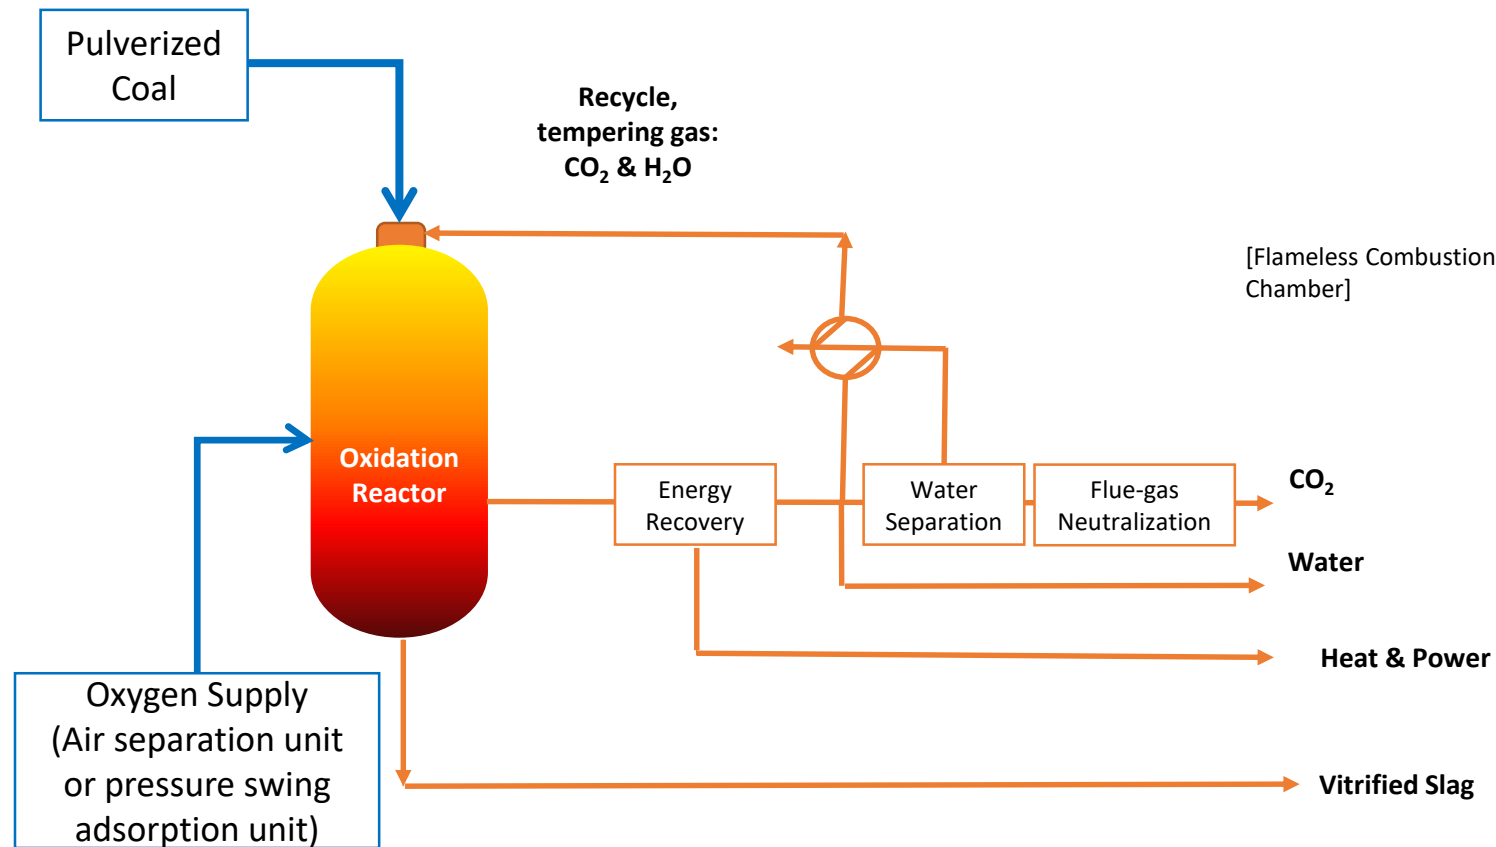 Pulverized
Coal
Recycle,
tempering gas:
CO₂ & H₂O
[Flameless Combustion
Chamber]
Oxidation
Reactor
Energy
Recovery
Water
Separation
Flue-gas
Neutralization
CO₂
Water
Heat & Power
Oxygen Supply
(Air separation unit
or pressure swing
adsorption unit)
Vitrified Slag